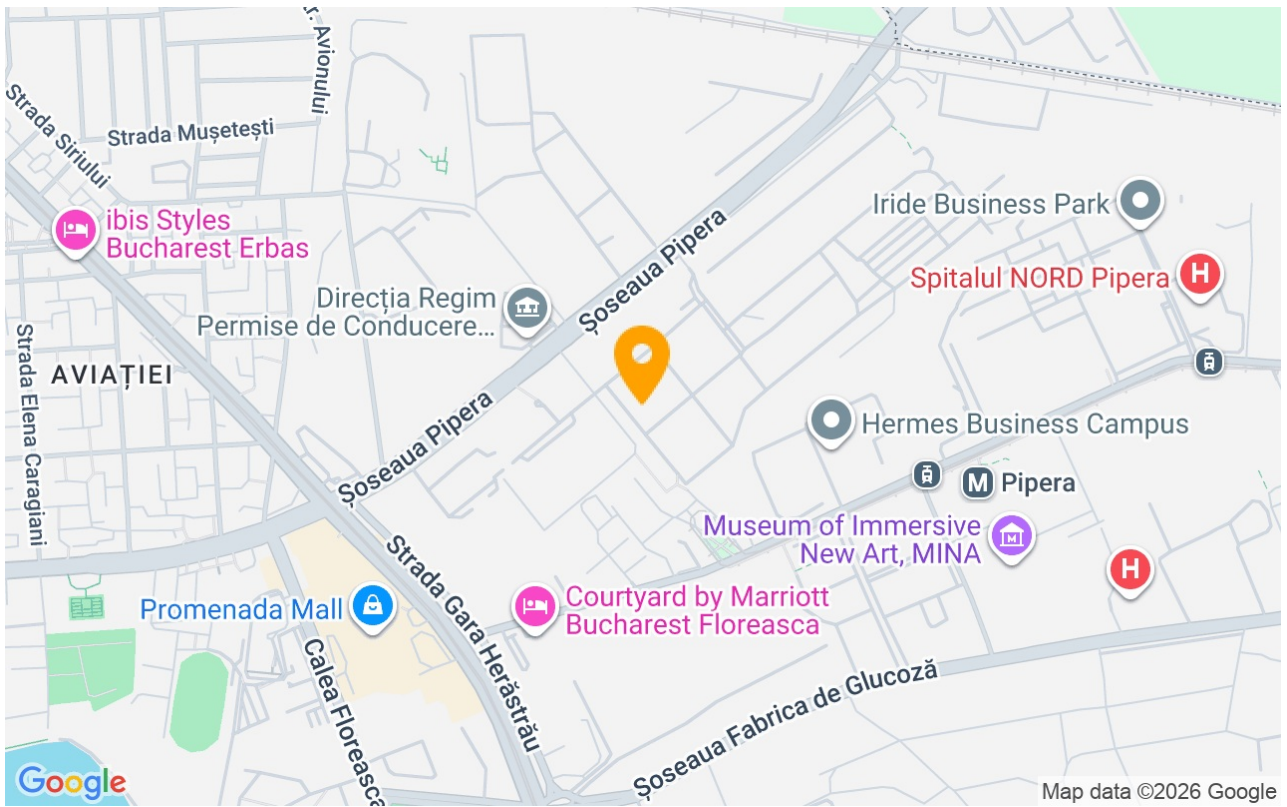 Str. Avionului
Strada Mușetești
Strada Siriului
ibis Styles
Bucharest Erbas
Iride Business Park
Șoseaua Pipera
Spitalul NORD Pipera
H
Direcția Regim
Permise de Conducere...
Strada Elena Caragiani
AVIAȚIEI
Șoseaua Pipera
Hermes Business Campus
M Pipera
Museum of Immersive
New Art, MINA
M
H
Promenada Mall
Strada Gara Herăstrău
Courtyard by Marriott
Bucharest Floreasca
Calea Floreasca
Șoseaua Fabrica de Glucoză
Google
Map data ©2026 Google